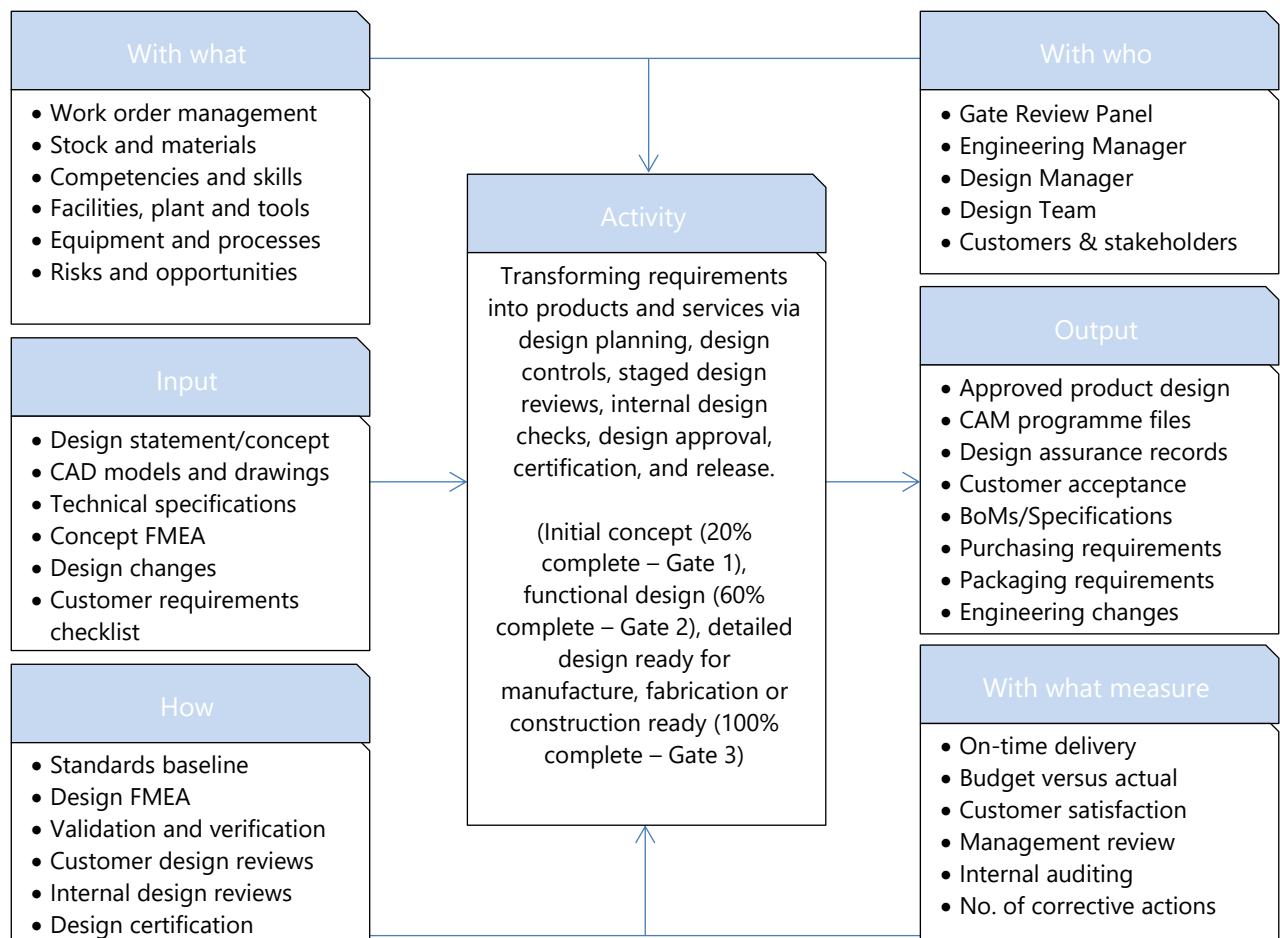 With what
• Work order management
• Stock and materials
• Competencies and skills
• Facilities, plant and tools
• Equipment and processes
• Risks and opportunities
Input
• Design statement/concept
• CAD models and drawings
• Technical specifications
• Concept FMEA
• Design changes
• Customer requirements
checklist
How
• Standards baseline
• Design FMEA
• Validation and verification
• Customer design reviews
• Internal design reviews
• Design certification
Activity
Transforming requirements
into products and services via
design planning, design
controls, staged design
reviews, internal design
checks, design approval,
certification, and release.
(Initial concept (20%
complete – Gate 1),
functional design (60%
complete – Gate 2), detailed
design ready for
manufacture, fabrication or
construction ready (100%
complete – Gate 3)
With who
• Gate Review Panel
• Engineering Manager
• Design Manager
• Design Team
• Customers & stakeholders
Output
• Approved product design
• CAM programme files
• Design assurance records
• Customer acceptance
• BoMs/Specifications
• Purchasing requirements
• Packaging requirements
• Engineering changes
With what measure
• On-time delivery
• Budget versus actual
• Customer satisfaction
• Management review
• Internal auditing
• No. of corrective actions